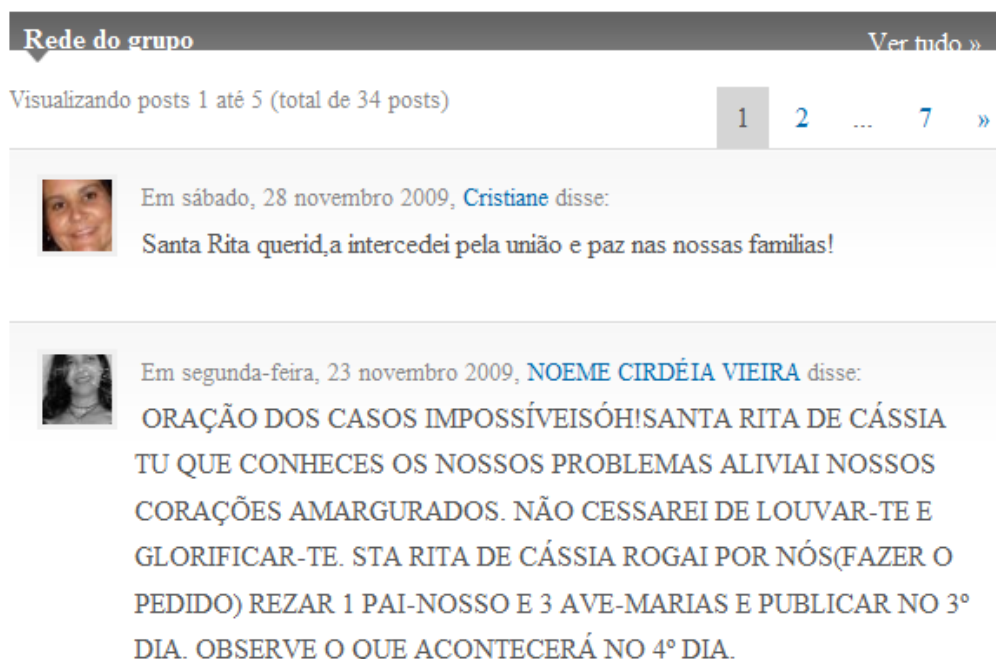 Rede do grupo Ver tudo »
Visualizando posts 1 até 5 (total de 34 posts)
1 2 ... 7 »
Em sábado, 28 novembro 2009, Cristiane disse:
Santa Rita querid,a intercedei pela união e paz nas nossas familias!
Em segunda-feira, 23 novembro 2009, NOEME CIRDÉIA VIEIRA disse:
ORAÇÃO DOS CASOS IMPOSSÍVEISÓH!SANTA RITA DE CÁSSIA
TU QUE CONHECES OS NOSSOS PROBLEMAS ALIVIAI NOSSOS
CORAÇÕES AMARGURADOS. NÃO CESSAREI DE LOUVAR-TE E
GLORIFICAR-TE. STA RITA DE CÁSSIA ROGAI POR NÓS(FAZER O
PEDIDO) REZAR 1 PAI-NOSSO E 3 AVE-MARIAS E PUBLICAR NO 3º
DIA. OBSERVE O QUE ACONTECERÁ NO 4º DIA.